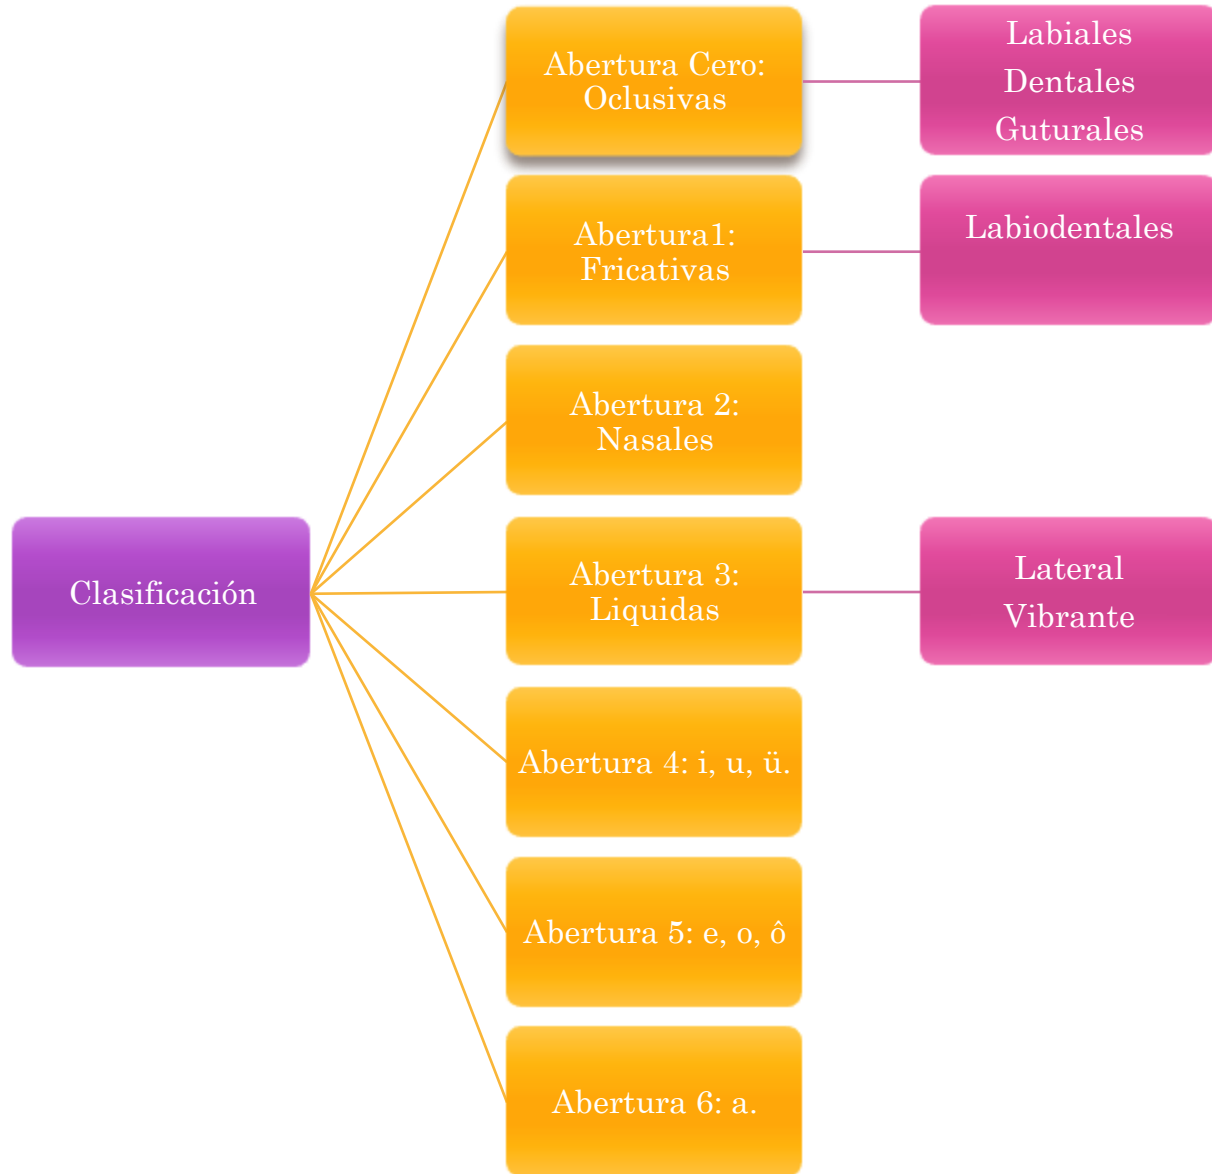 Clasificación
Abertura Cero:
Oclusivas
Labiales
Dentales
Guturales
Abertura1:
Fricativas
Labiodentales
Abertura 2:
Nasales
Abertura 3:
Liquidas
Lateral
Vibrante
Abertura 4: i, u, ü.
Abertura 5: e, o, ô
Abertura 6: a.